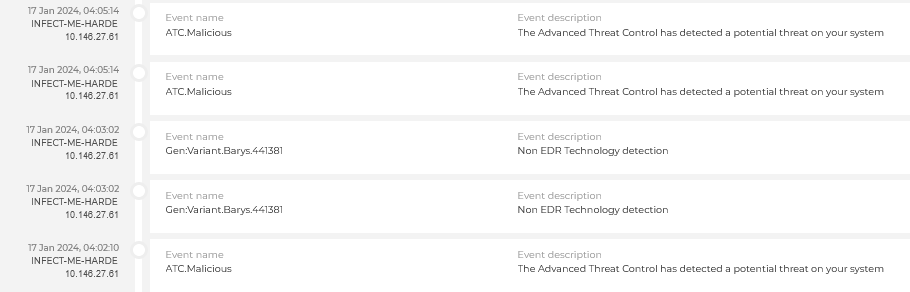 17 Jan 2024, 04:05:14
INFECT-ME-HARDE
10.146.27.61
Event name
ATC.Malicious
Event description
The Advanced Threat Control has detected a potential threat on your system
17 Jan 2024, 04:05:14
INFECT-ME-HARDE
10.146.27.61
Event name
ATC.Malicious
Event description
The Advanced Threat Control has detected a potential threat on your system
17 Jan 2024, 04:03:02
INFECT-ME-HARDE
10.146.27.61
Event name
Gen:Variant.Barys.441381
Event description
Non EDR Technology detection
17 Jan 2024, 04:03:02
INFECT-ME-HARDE
10.146.27.61
Event name
Gen:Variant.Barys.441381
Event description
Non EDR Technology detection
17 Jan 2024, 04:02:10
INFECT-ME-HARDE
10.146.27.61
Event name
ATC.Malicious
Event description
The Advanced Threat Control has detected a potential threat on your system